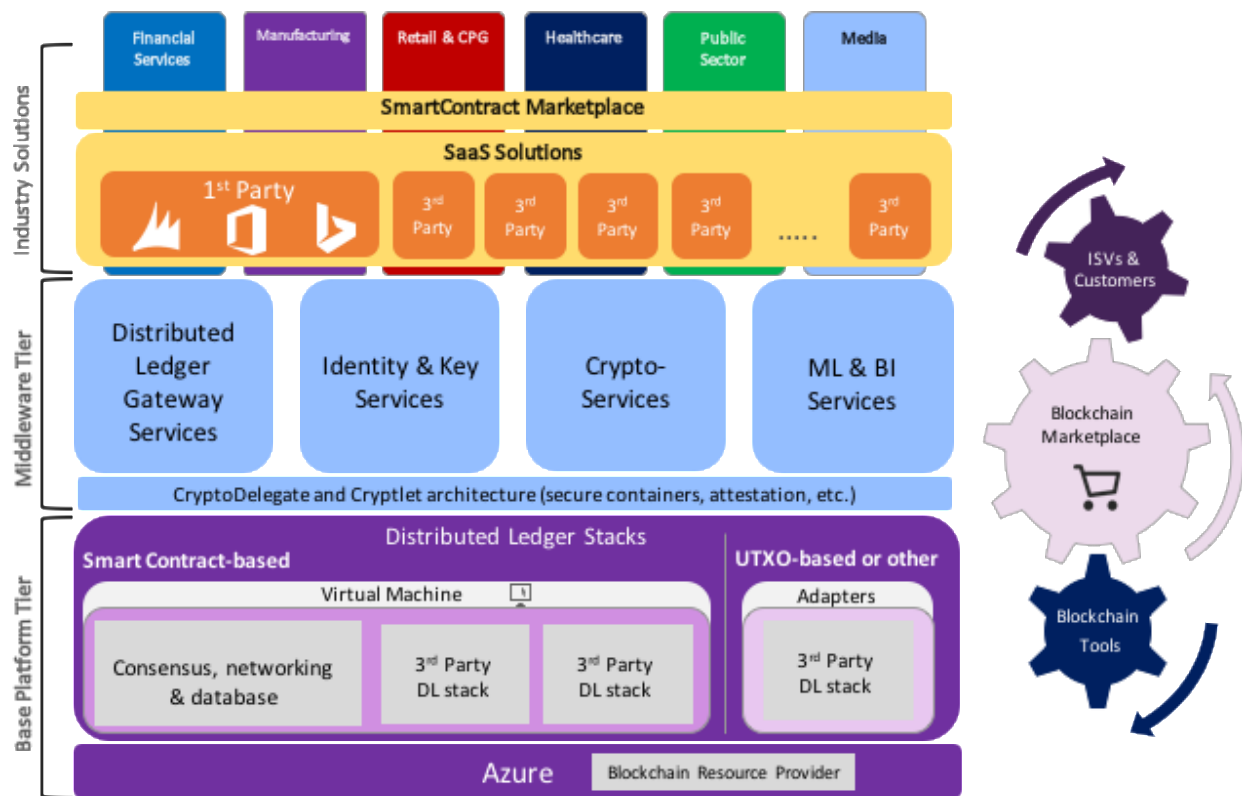 Financial
Services
Manufacturing
Retail & CPG
Healthcare
Public
Sector
Media
SmartContract Marketplace
SaaS Solutions
1st Party
3rd
Party
3rd
Party
3rd
Party
3rd
Party
.....
3rd
Party
Industry Solutions
Distributed
Ledger
Gateway
Services
Identity & Key
Services
Crypto-
Services
ML & BI
Services
CryptoDelegate and Cryptlet architecture (secure containers, attestation, etc.)
Middleware Tier
Distributed Ledger Stacks
Smart Contract-based
UTXO-based or other
Virtual Machine
Adapters
Consensus, networking
& database
3rd Party
DL stack
3rd Party
DL stack
3rd Party
DL stack
Azure
Blockchain Resource Provider
Base Platform Tier
ISVs &
Customers
Blockchain
Marketplace
Blockchain
Tools